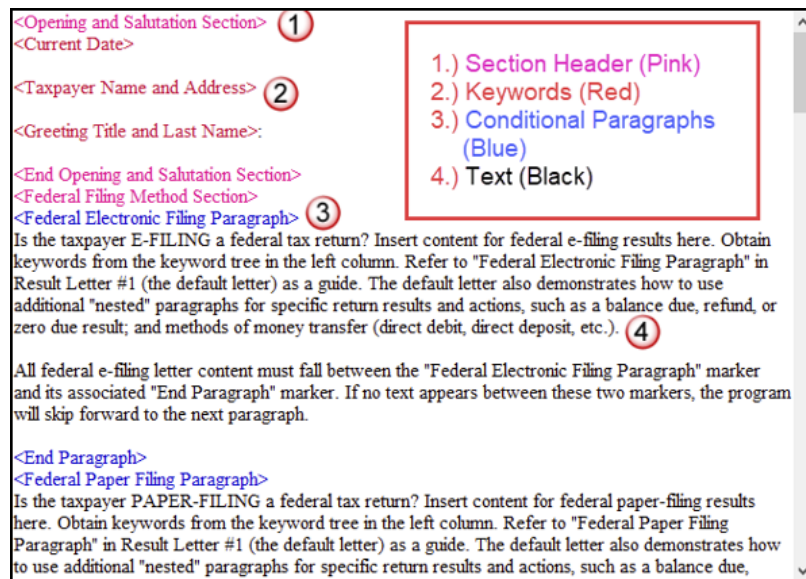 <Opening and Salutation Section> 1
<Current Date>
<Taxpayer Name and Address> 2
<Greeting Title and Last Name>:
<End Opening and Salutation Section>
<Federal Filing Method Section>
<Federal Electronic Filing Paragraph> 3
1.) Section Header (Pink)
2.) Keywords (Red)
3.) Conditional Paragraphs
(Blue)
4.) Text (Black)
Is the taxpayer E-FILING a federal tax return? Insert content for federal e-filing results here. Obtain
keywords from the keyword tree in the left column. Refer to "Federal Electronic Filing Paragraph" in
Result Letter #1 (the default letter) as a guide. The default letter also demonstrates how to use
additional "nested" paragraphs for specific return results and actions, such as a balance due, refund, or
zero due result; and methods of money transfer (direct debit, direct deposit, etc.). 4
All federal e-filing letter content must fall between the "Federal Electronic Filing Paragraph" marker
and its associated "End Paragraph" marker. If no text appears between these two markers, the program
will skip forward to the next paragraph.
<End Paragraph>
<Federal Paper Filing Paragraph>
Is the taxpayer PAPER-FILING a federal tax return? Insert content for federal paper-filing results
here. Obtain keywords from the keyword tree in the left column. Refer to "Federal Paper Filing
Paragraph" in Result Letter #1 (the default letter) as a guide. The default letter also demonstrates how
to use additional "nested" paragraphs for specific return results and actions, such as a balance due,